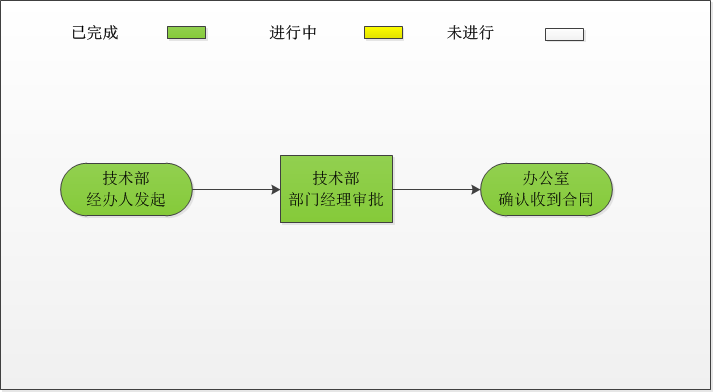 已完成
进行中
未进行
技术部
经办人发起
技术部
部门经理审批
办公室
确认收到合同